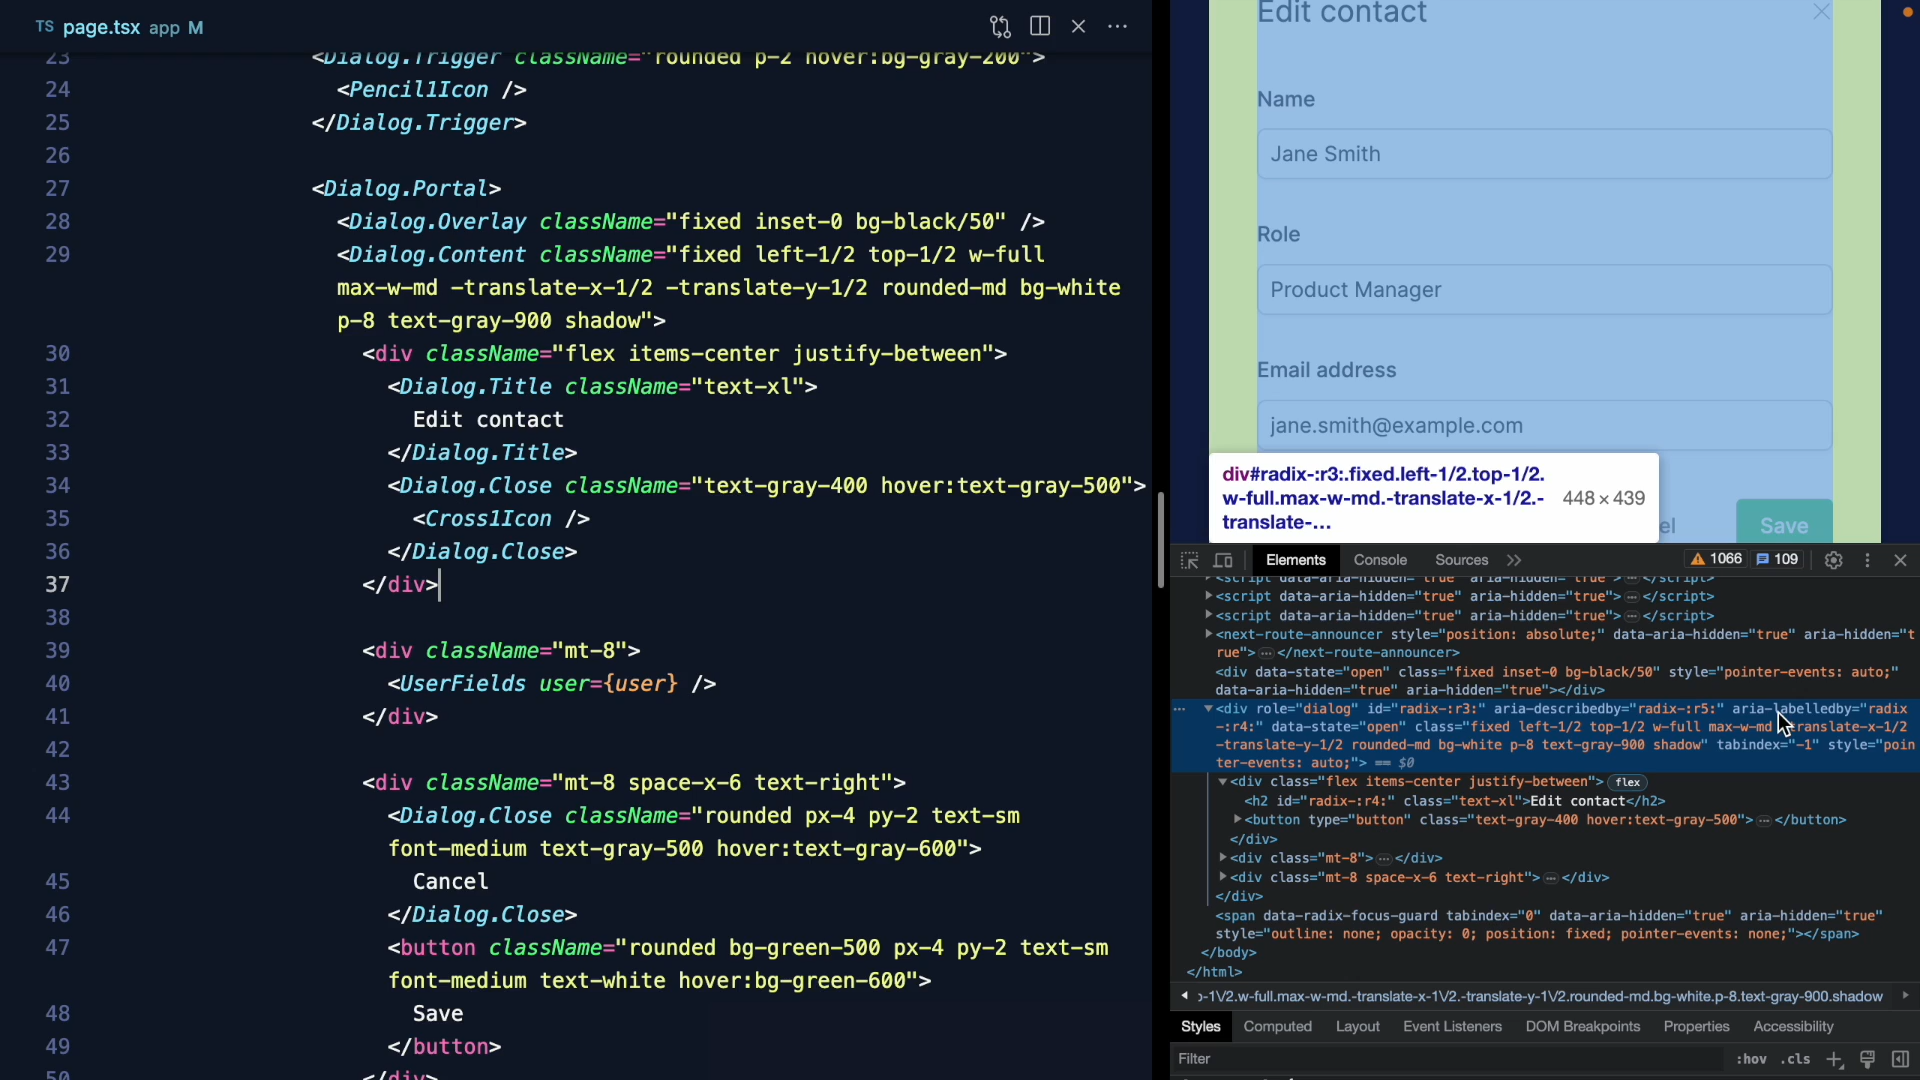 TS page.tsx app M
23 <Dialog.Trigger className="rounded p-2 hover:bg-gray-200">
24 <Pencil1Icon />
25 </Dialog.Trigger>
26
27 <Dialog.Portal>
28 <Dialog.Overlay className="fixed inset-0 bg-black/50" />
29 <Dialog.Content className="fixed left-1/2 top-1/2 w-full
max-w-md -translate-x-1/2 -translate-y-1/2 rounded-md bg-white
p-8 text-gray-900 shadow">
30 <div className="flex items-center justify-between">
31 <Dialog.Title className="text-xl">
32 Edit contact
33 </Dialog.Title>
34 <Dialog.Close className="text-gray-400 hover:text-gray-500">
35 <Cross1Icon />
36 </Dialog.Close>
37 </div>
38
39 <div className="mt-8">
40 <UserFields user={user} />
41 </div>
42
43 <div className="mt-8 space-x-6 text-right">
44 <Dialog.Close className="rounded px-4 py-2 text-sm
font-medium text-gray-500 hover:text-gray-600">
45 Cancel
46 </Dialog.Close>
47 <button className="rounded bg-green-500 px-4 py-2 text-sm
font-medium text-white hover:bg-green-600">
48 Save
49 </button>
50 </div>
Edit contact
Name
Jane Smith
Role
Product Manager
Email address
jane.smith@example.com
div#radix-:r3:.fixed.left-1/2.top-1/2.
w-full.max-w-md.-translate-x-1/2.- 448 × 439
translate-…
el Save
Elements Console Sources 1066 109
<script data-aria-hidden="true" aria-hidden="true">…</script>
<script data-aria-hidden="true" aria-hidden="true">…</script>
<script data-aria-hidden="true" aria-hidden="true">…</script>
<next-route-announcer style="position: absolute;" data-aria-hidden="true" aria-hidden="t
rue">…</next-route-announcer>
<div data-state="open" class="fixed inset-0 bg-black/50" style="pointer-events: auto;"
data-aria-hidden="true" aria-hidden="true"></div>
<div role="dialog" id="radix-:r3:" aria-describedby="radix-:r5:" aria-labelledby="radix
-:r4:" data-state="open" class="fixed left-1/2 top-1/2 w-full max-w-md -translate-x-1/2
-translate-y-1/2 rounded-md bg-white p-8 text-gray-900 shadow" tabindex="-1" style="poin
ter-events: auto;"> == $0
<div class="flex items-center justify-between"> flex
<h2 id="radix-:r4:" class="text-xl">Edit contact</h2>
<button type="button" class="text-gray-400 hover:text-gray-500">…</button>
</div>
<div class="mt-8">…</div>
<div class="mt-8 space-x-6 text-right">…</div>
</div>
<span data-radix-focus-guard tabindex="0" data-aria-hidden="true" aria-hidden="true"
style="outline: none; opacity: 0; position: fixed; pointer-events: none;"></span>
</body>
</html>
p-1\/2.w-full.max-w-md.-translate-x-1\/2.-translate-y-1\/2.rounded-md.bg-white.p-8.text-gray-900.shadow
Styles Computed Layout Event Listeners DOM Breakpoints Properties Accessibility
Filter :hov .cls